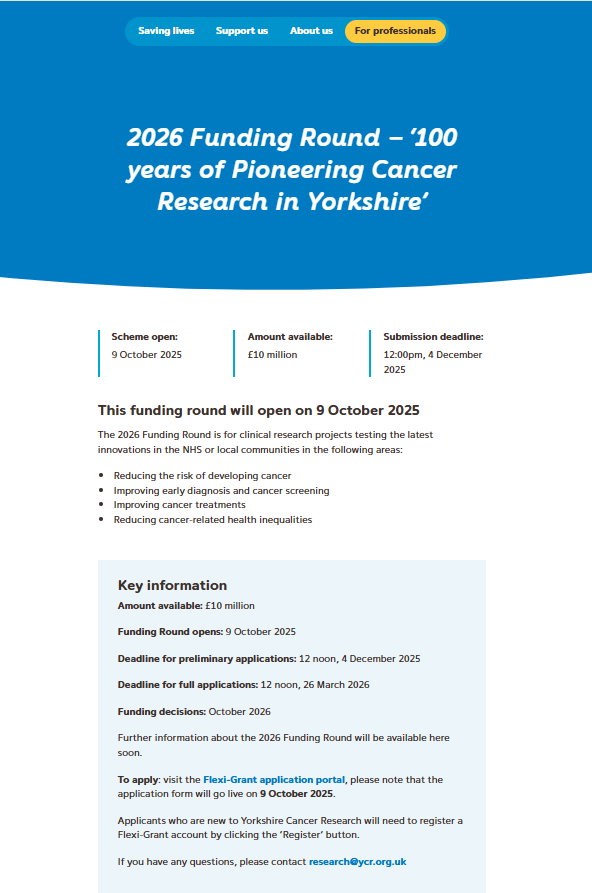 Saving lives Support us About us For professionals
2026 Funding Round – ‘100
years of Pioneering Cancer
Research in Yorkshire’
Scheme open:
9 October 2025
Amount available:
£10 million
Submission deadline:
12:00pm, 4 December
2025
This funding round will open on 9 October 2025
The 2026 Funding Round is for clinical research projects testing the latest
innovations in the NHS or local communities in the following areas:
• Reducing the risk of developing cancer
• Improving early diagnosis and cancer screening
• Improving cancer treatments
• Reducing cancer-related health inequalities
Key information
Amount available: £10 million
Funding Round opens: 9 October 2025
Deadline for preliminary applications: 12 noon, 4 December 2025
Deadline for full applications: 12 noon, 26 March 2026
Funding decisions: October 2026
Further information about the 2026 Funding Round will be available here
soon.
To apply: visit the Flexi-Grant application portal, please note that the
application form will go live on 9 October 2025.
Applicants who are new to Yorkshire Cancer Research will need to register a
Flexi-Grant account by clicking the ‘Register’ button.
If you have any questions, please contact research@ycr.org.uk